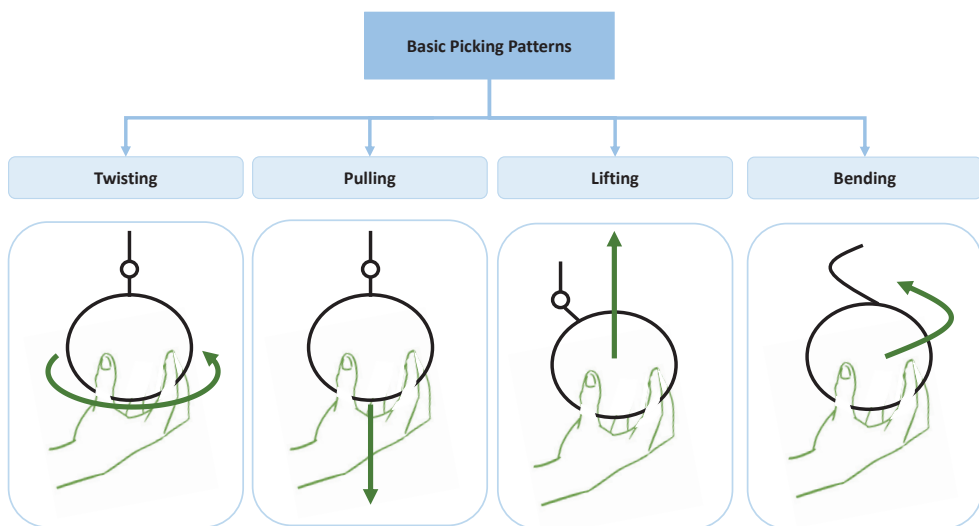 Basic Picking Patterns
Twisting
Pulling
Lifting
Bending